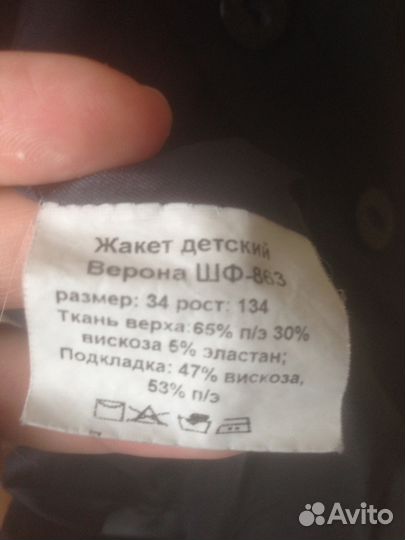 Жакет детский
Верона ШФ-863
размер: 34 рост: 134
Ткань верха: 65% п/э 30%
вискоза 5% эластан;
Подкладка: 47% вискоза,
53% п/э
Avito